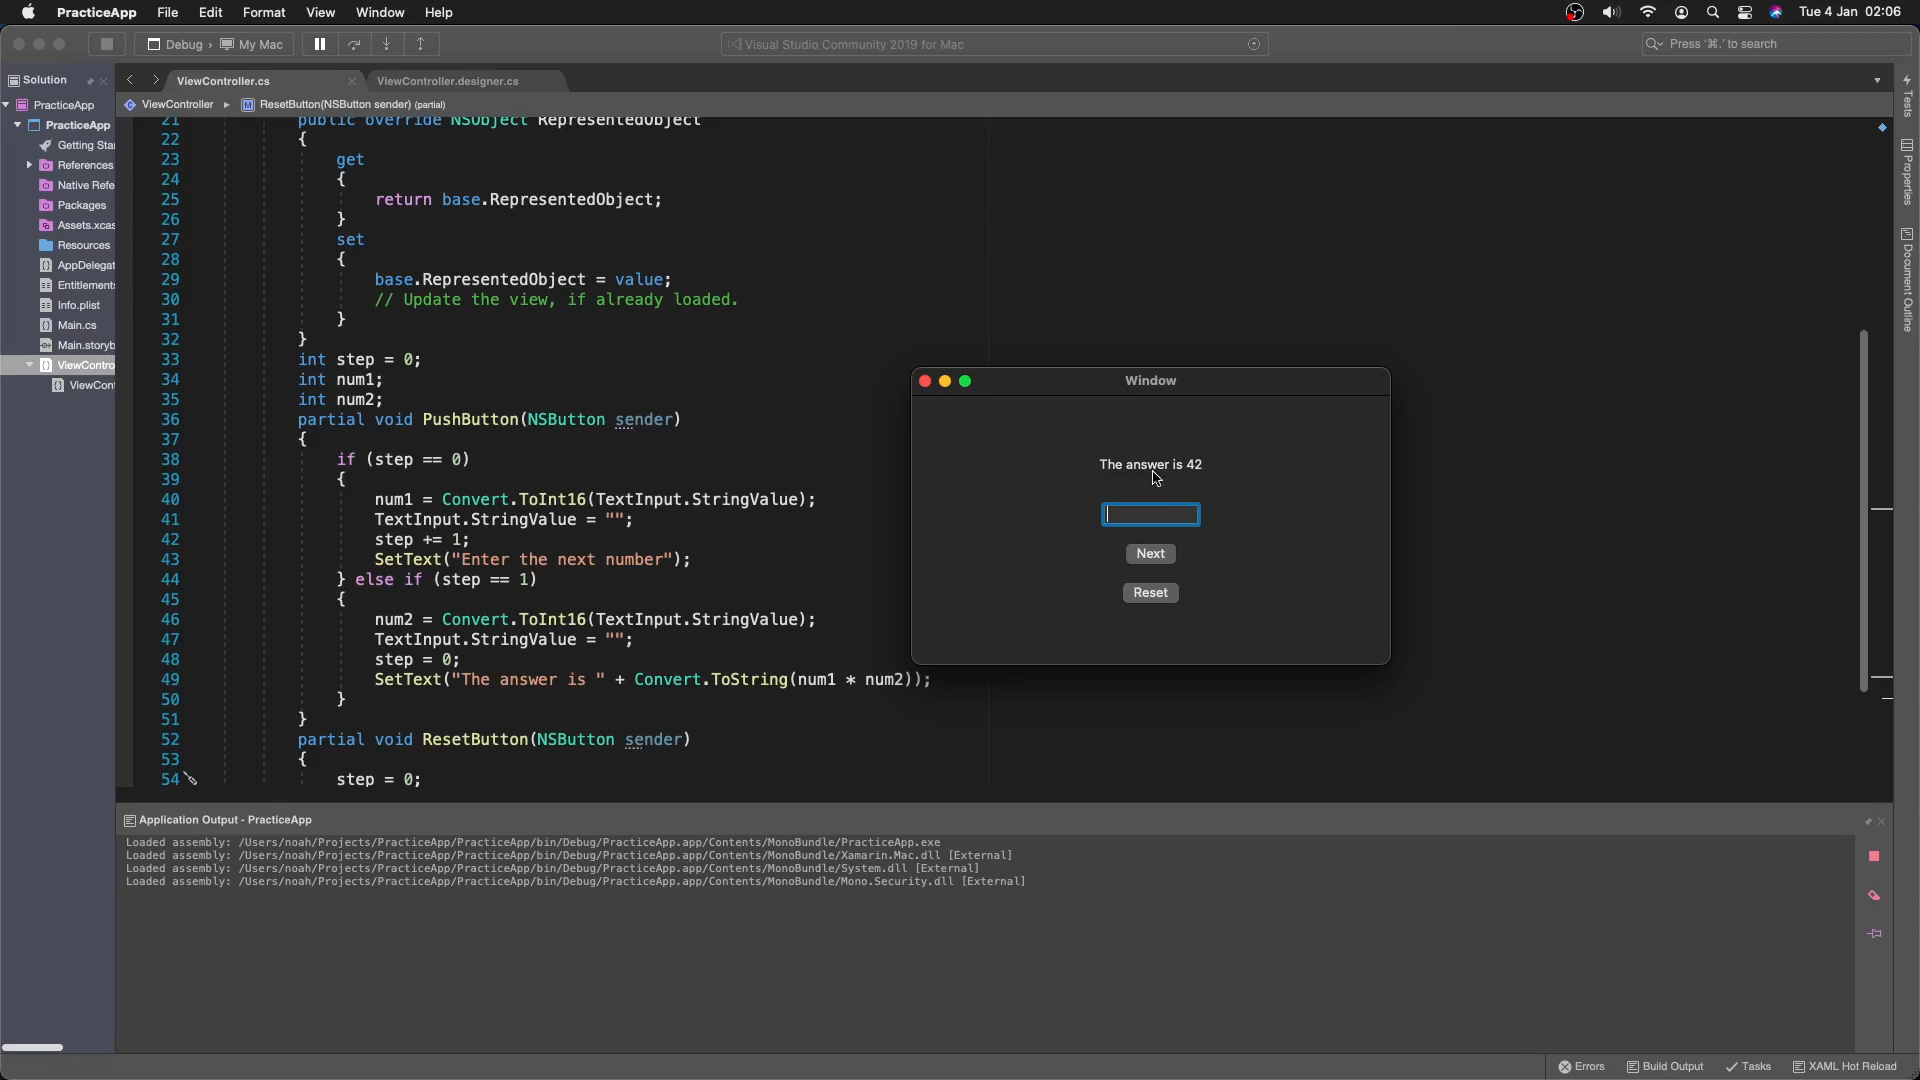 PracticeApp File Edit Format View Window Help Tue 4 Jan 02:06
Debug › My Mac Visual Studio Community 2019 for Mac Press '⌘.' to search
Solution
PracticeApp
PracticeApp
Getting Sta
References
Native Refe
Packages
Assets.xcas
Resources
AppDelegat
Entitlements
Info.plist
Main.cs
Main.storyb
ViewContro
ViewCont
ViewController.cs ViewController.designer.cs
ViewController ResetButton(NSButton sender) (partial)
21 public override NSObject RepresentedObject
22 {
23 get
24 {
25 return base.RepresentedObject;
26 }
27 set
28 {
29 base.RepresentedObject = value;
30 // Update the view, if already loaded.
31 }
32 }
33 int step = 0;
34 int num1;
35 int num2;
36 partial void PushButton(NSButton sender)
37 {
38 if (step == 0)
39 {
40 num1 = Convert.ToInt16(TextInput.StringValue);
41 TextInput.StringValue = "";
42 step += 1;
43 SetText("Enter the next number");
44 } else if (step == 1)
45 {
46 num2 = Convert.ToInt16(TextInput.StringValue);
47 TextInput.StringValue = "";
48 step = 0;
49 SetText("The answer is " + Convert.ToString(num1 * num2));
50 }
51 }
52 partial void ResetButton(NSButton sender)
53 {
54 step = 0;
Window
The answer is 42
Next
Reset
Tests
Properties
Document Outline
Application Output - PracticeApp
Loaded assembly: /Users/noah/Projects/PracticeApp/PracticeApp/bin/Debug/PracticeApp.app/Contents/MonoBundle/PracticeApp.exe
Loaded assembly: /Users/noah/Projects/PracticeApp/PracticeApp/bin/Debug/PracticeApp.app/Contents/MonoBundle/Xamarin.Mac.dll [External]
Loaded assembly: /Users/noah/Projects/PracticeApp/PracticeApp/bin/Debug/PracticeApp.app/Contents/MonoBundle/System.dll [External]
Loaded assembly: /Users/noah/Projects/PracticeApp/PracticeApp/bin/Debug/PracticeApp.app/Contents/MonoBundle/Mono.Security.dll [External]
Errors Build Output Tasks XAML Hot Reload